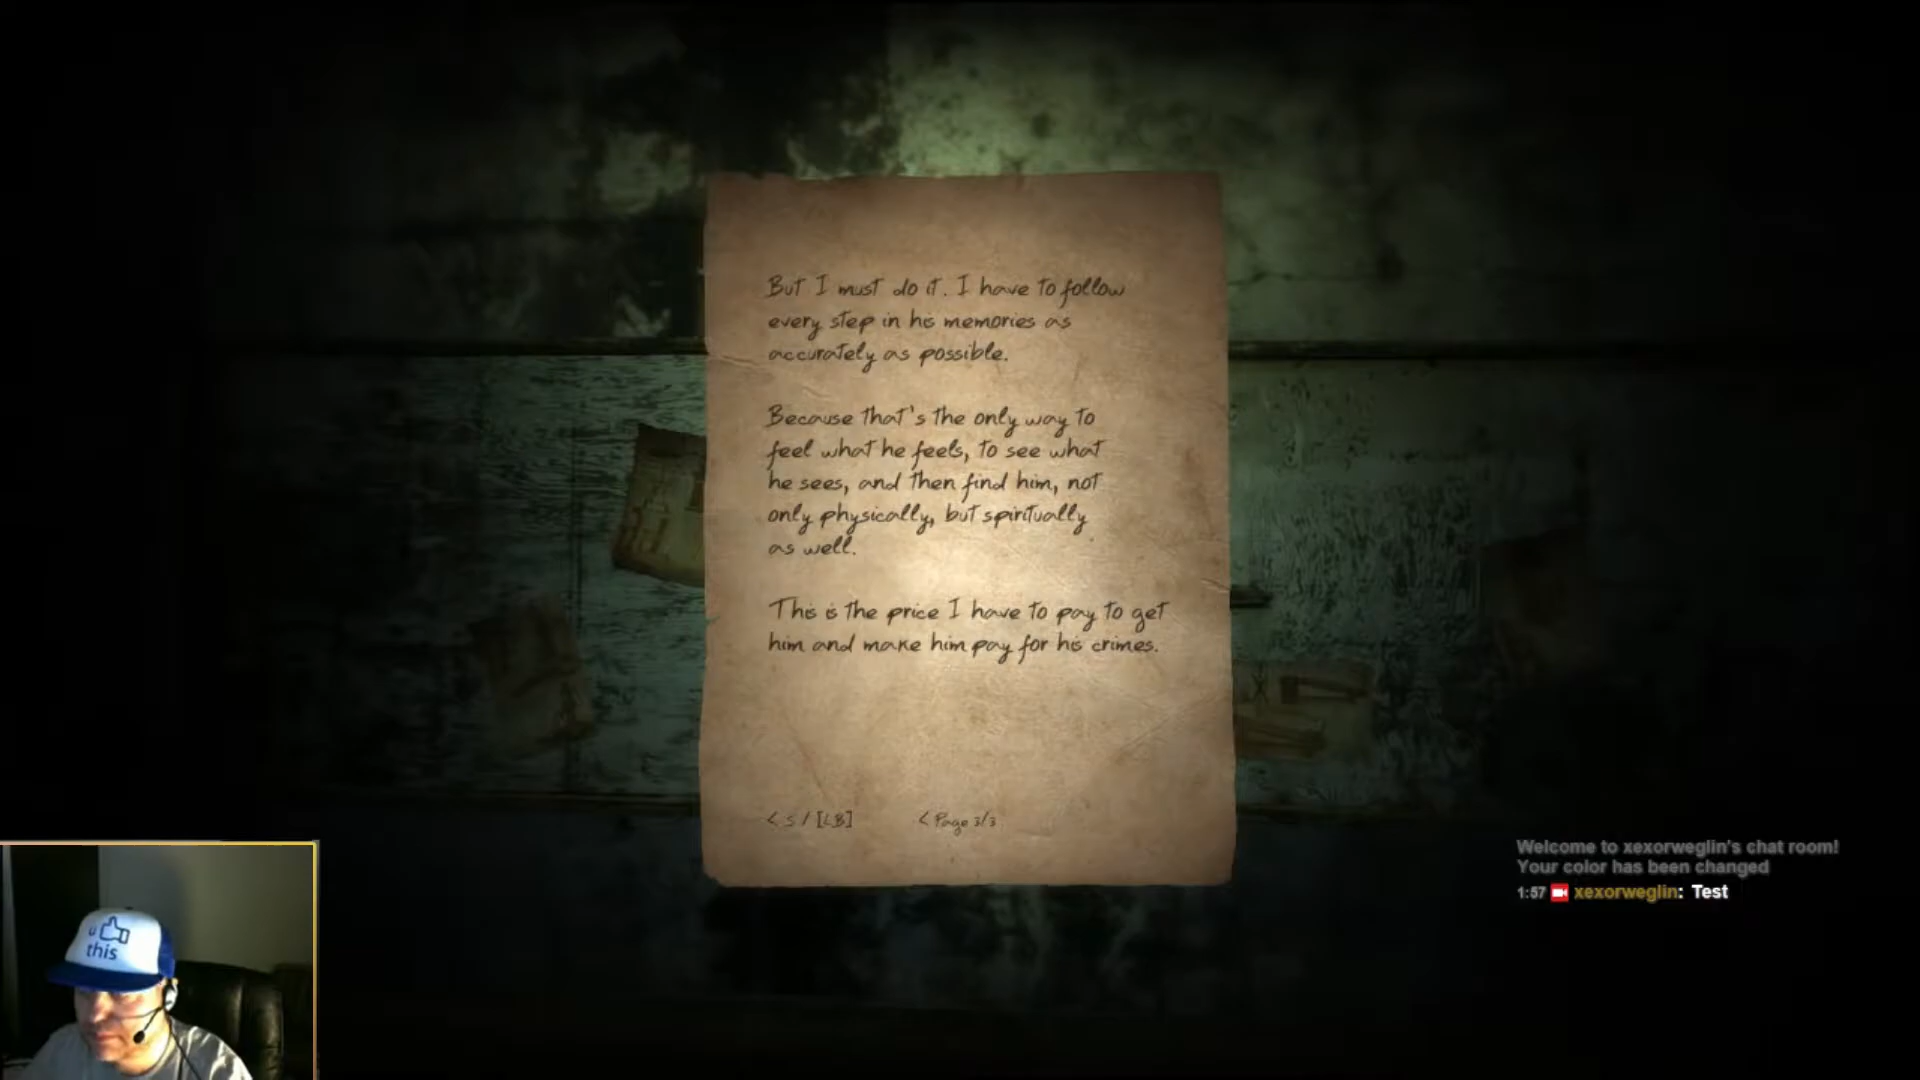 But I must do it. I have to follow
every step in his memories as
accurately as possible.
Because that's the only way to
feel what he feels, to see what
he sees, and then find him, not
only physically, but spiritually
as well.
This is the price I have to pay to get
him and make him pay for his crimes.
< S / [LB]
< Page 3/3
u
this
Welcome to xexorweglin's chat room!
Your color has been changed
1:57 xexorweglin: Test